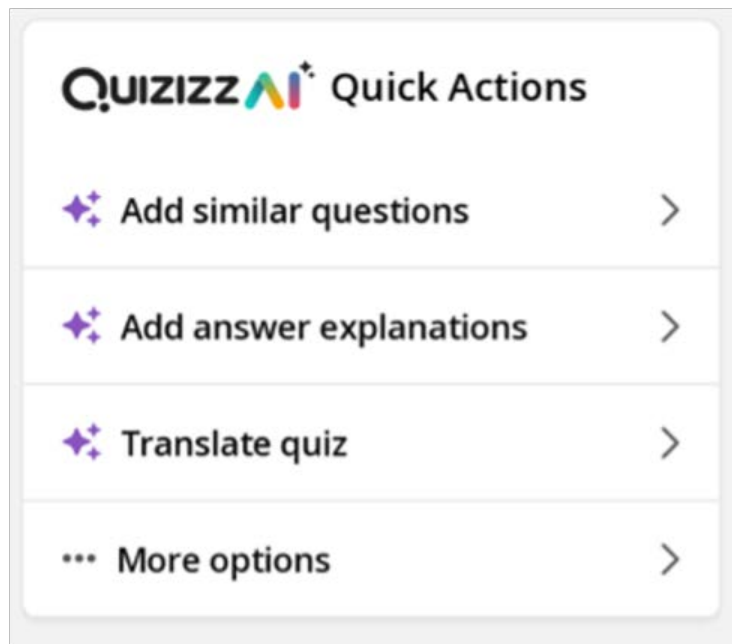 QUIZIZZ AI Quick Actions
Add similar questions
Add answer explanations
Translate quiz
More options